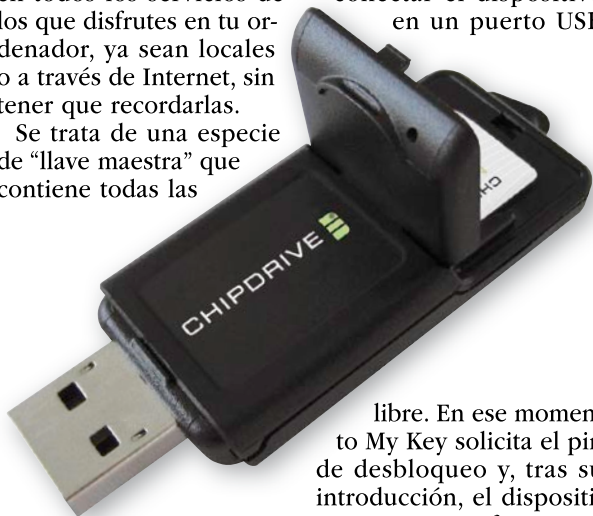 en todos los servicios de
los que disfrutes en tu or-
denador, ya sean locales
o a través de Internet, sin
tener que recordarlas.
Se trata de una especie
de “llave maestra” que
contiene todas las
conectar el dispositiv
en un puerto USB
CHIPDRIVE
CH
libre. En ese momen
to My Key solicita el pin
de desbloqueo y, tras su
introducción, el dispositi